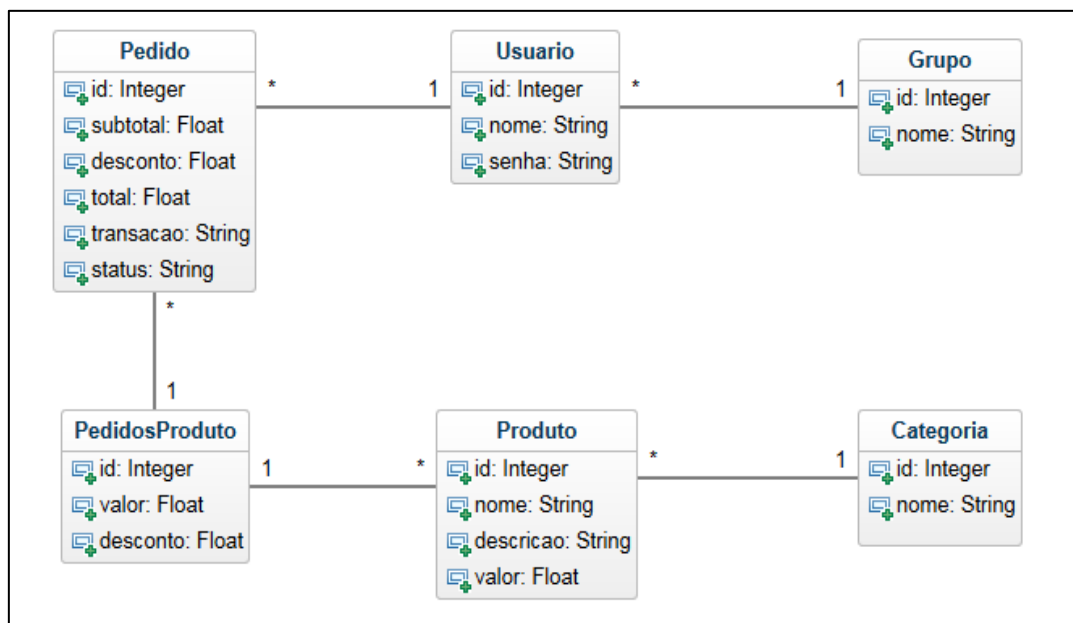 Pedido
id: Integer
subtotal: Float
desconto: Float
total: Float
transacao: String
status: String
* 1
Usuario
id: Integer
nome: String
senha: String
* 1
Grupo
id: Integer
nome: String
*
1
PedidosProduto
id: Integer
valor: Float
desconto: Float
1 *
Produto
id: Integer
nome: String
descricao: String
valor: Float
* 1
Categoria
id: Integer
nome: String